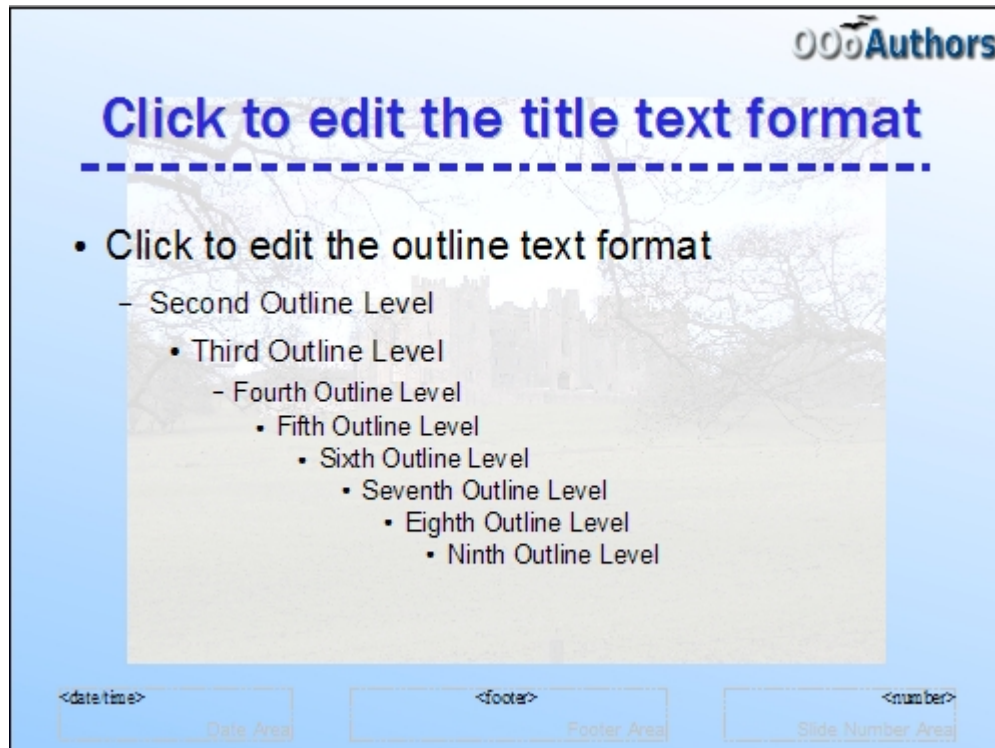 OOoAuthors
Click to edit the title text format
• Click to edit the outline text format
– Second Outline Level
• Third Outline Level
– Fourth Outline Level
• Fifth Outline Level
• Sixth Outline Level
• Seventh Outline Level
• Eighth Outline Level
• Ninth Outline Level
<date/time> <footer> <number>
Date Area Footer Area Slide Number Area